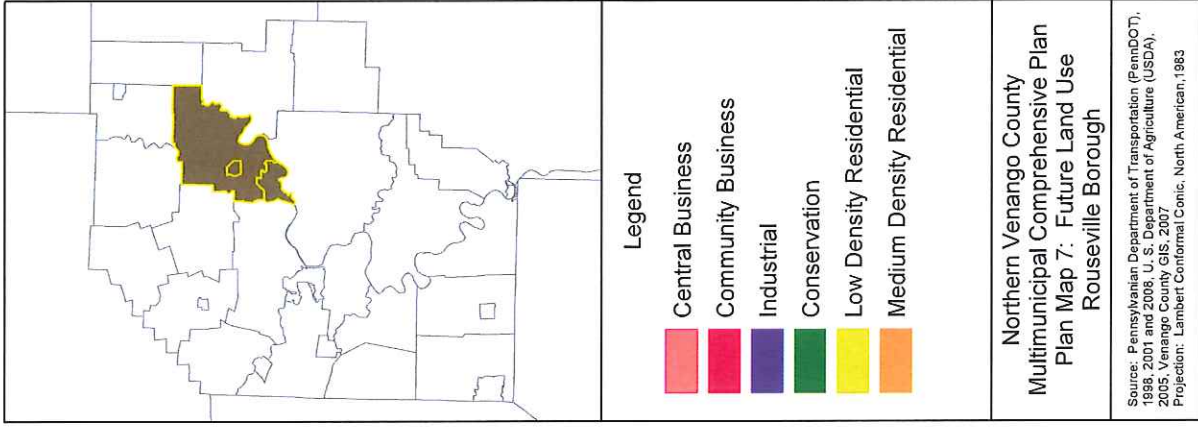 Legend
Central Business
Community Business
Industrial
Conservation
Low Density Residential
Medium Density Residential
Northern Venango County
Multimunicipal Comprehensive Plan
Plan Map 7: Future Land Use
Rouseville Borough
Source: Pennsylvanian Department of Transportation (PennDOT),
1998, 2001 and 2008, U. S. Department of Agriculture (USDA),
2005, Venango County GIS, 2007
Projection: Lambert Conformal Conic, North American,1983